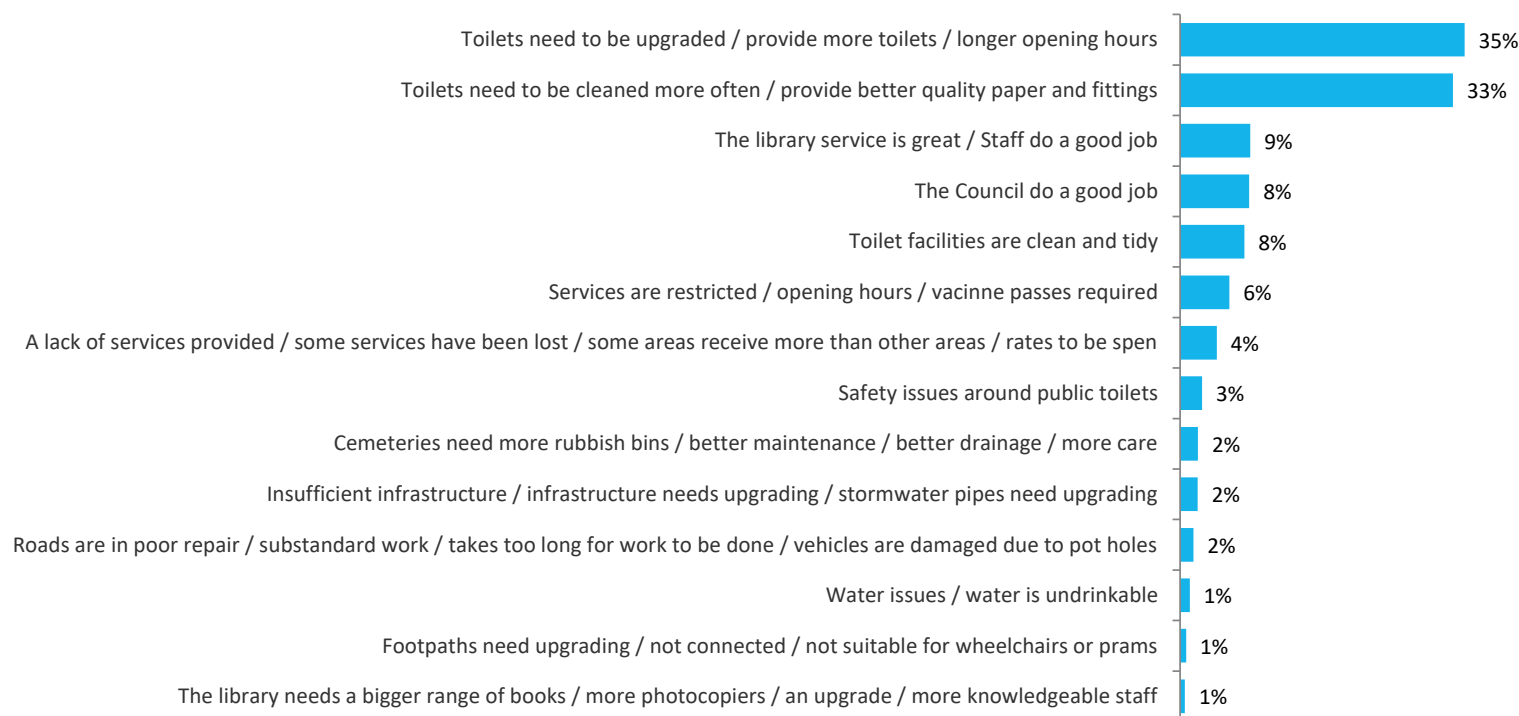 Toilets need to be upgraded / provide more toilets / longer opening hours 35%
Toilets need to be cleaned more often / provide better quality paper and fittings 33%
The library service is great / Staff do a good job 9%
The Council do a good job 8%
Toilet facilities are clean and tidy 8%
Services are restricted / opening hours / vacinne passes required 6%
A lack of services provided / some services have been lost / some areas receive more than other areas / rates to be spen 4%
Safety issues around public toilets 3%
Cemeteries need more rubbish bins / better maintenance / better drainage / more care 2%
Insufficient infrastructure / infrastructure needs upgrading / stormwater pipes need upgrading 2%
Roads are in poor repair / substandard work / takes too long for work to be done / vehicles are damaged due to pot holes 2%
Water issues / water is undrinkable 1%
Footpaths need upgrading / not connected / not suitable for wheelchairs or prams 1%
The library needs a bigger range of books / more photocopiers / an upgrade / more knowledgeable staff 1%